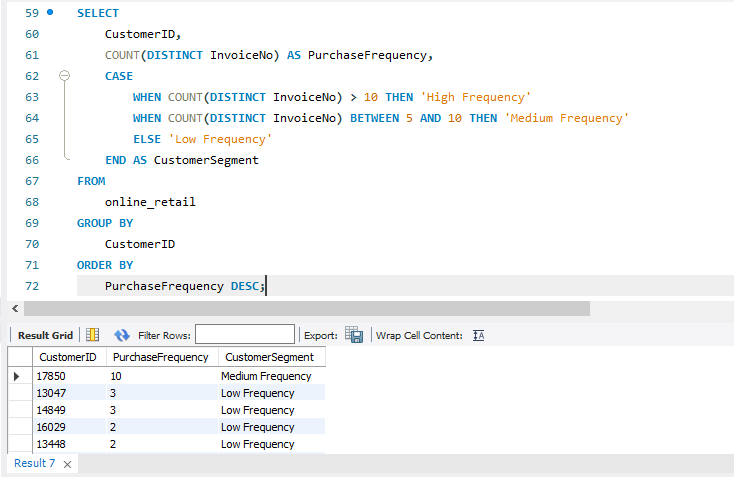 59 SELECT
60 CustomerID,
61 COUNT(DISTINCT InvoiceNo) AS PurchaseFrequency,
62 CASE
63 WHEN COUNT(DISTINCT InvoiceNo) > 10 THEN 'High Frequency'
64 WHEN COUNT(DISTINCT InvoiceNo) BETWEEN 5 AND 10 THEN 'Medium Frequency'
65 ELSE 'Low Frequency'
66 END AS CustomerSegment
67 FROM
68 online_retail
69 GROUP BY
70 CustomerID
71 ORDER BY
72 PurchaseFrequency DESC;
Result Grid Filter Rows: Export: Wrap Cell Content:
CustomerID PurchaseFrequency CustomerSegment
17850 10 Medium Frequency
13047 3 Low Frequency
14849 3 Low Frequency
16029 2 Low Frequency
13448 2 Low Frequency
Result 7